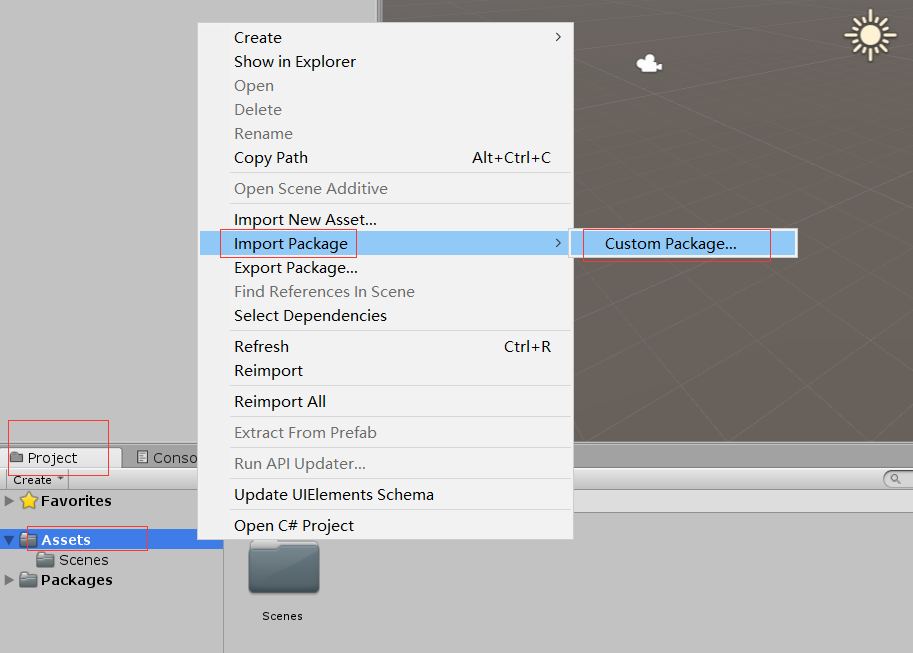 Create
Show in Explorer
Open
Delete
Rename
Copy Path Alt+Ctrl+C
Open Scene Additive
Import New Asset...
Import Package
Custom Package...
Export Package...
Find References In Scene
Select Dependencies
Refresh Ctrl+R
Reimport
Reimport All
Extract From Prefab
Run API Updater...
Update UIElements Schema
Open C# Project
Project
Conso
Create
Favorites
Assets
Scenes
Packages
Scenes